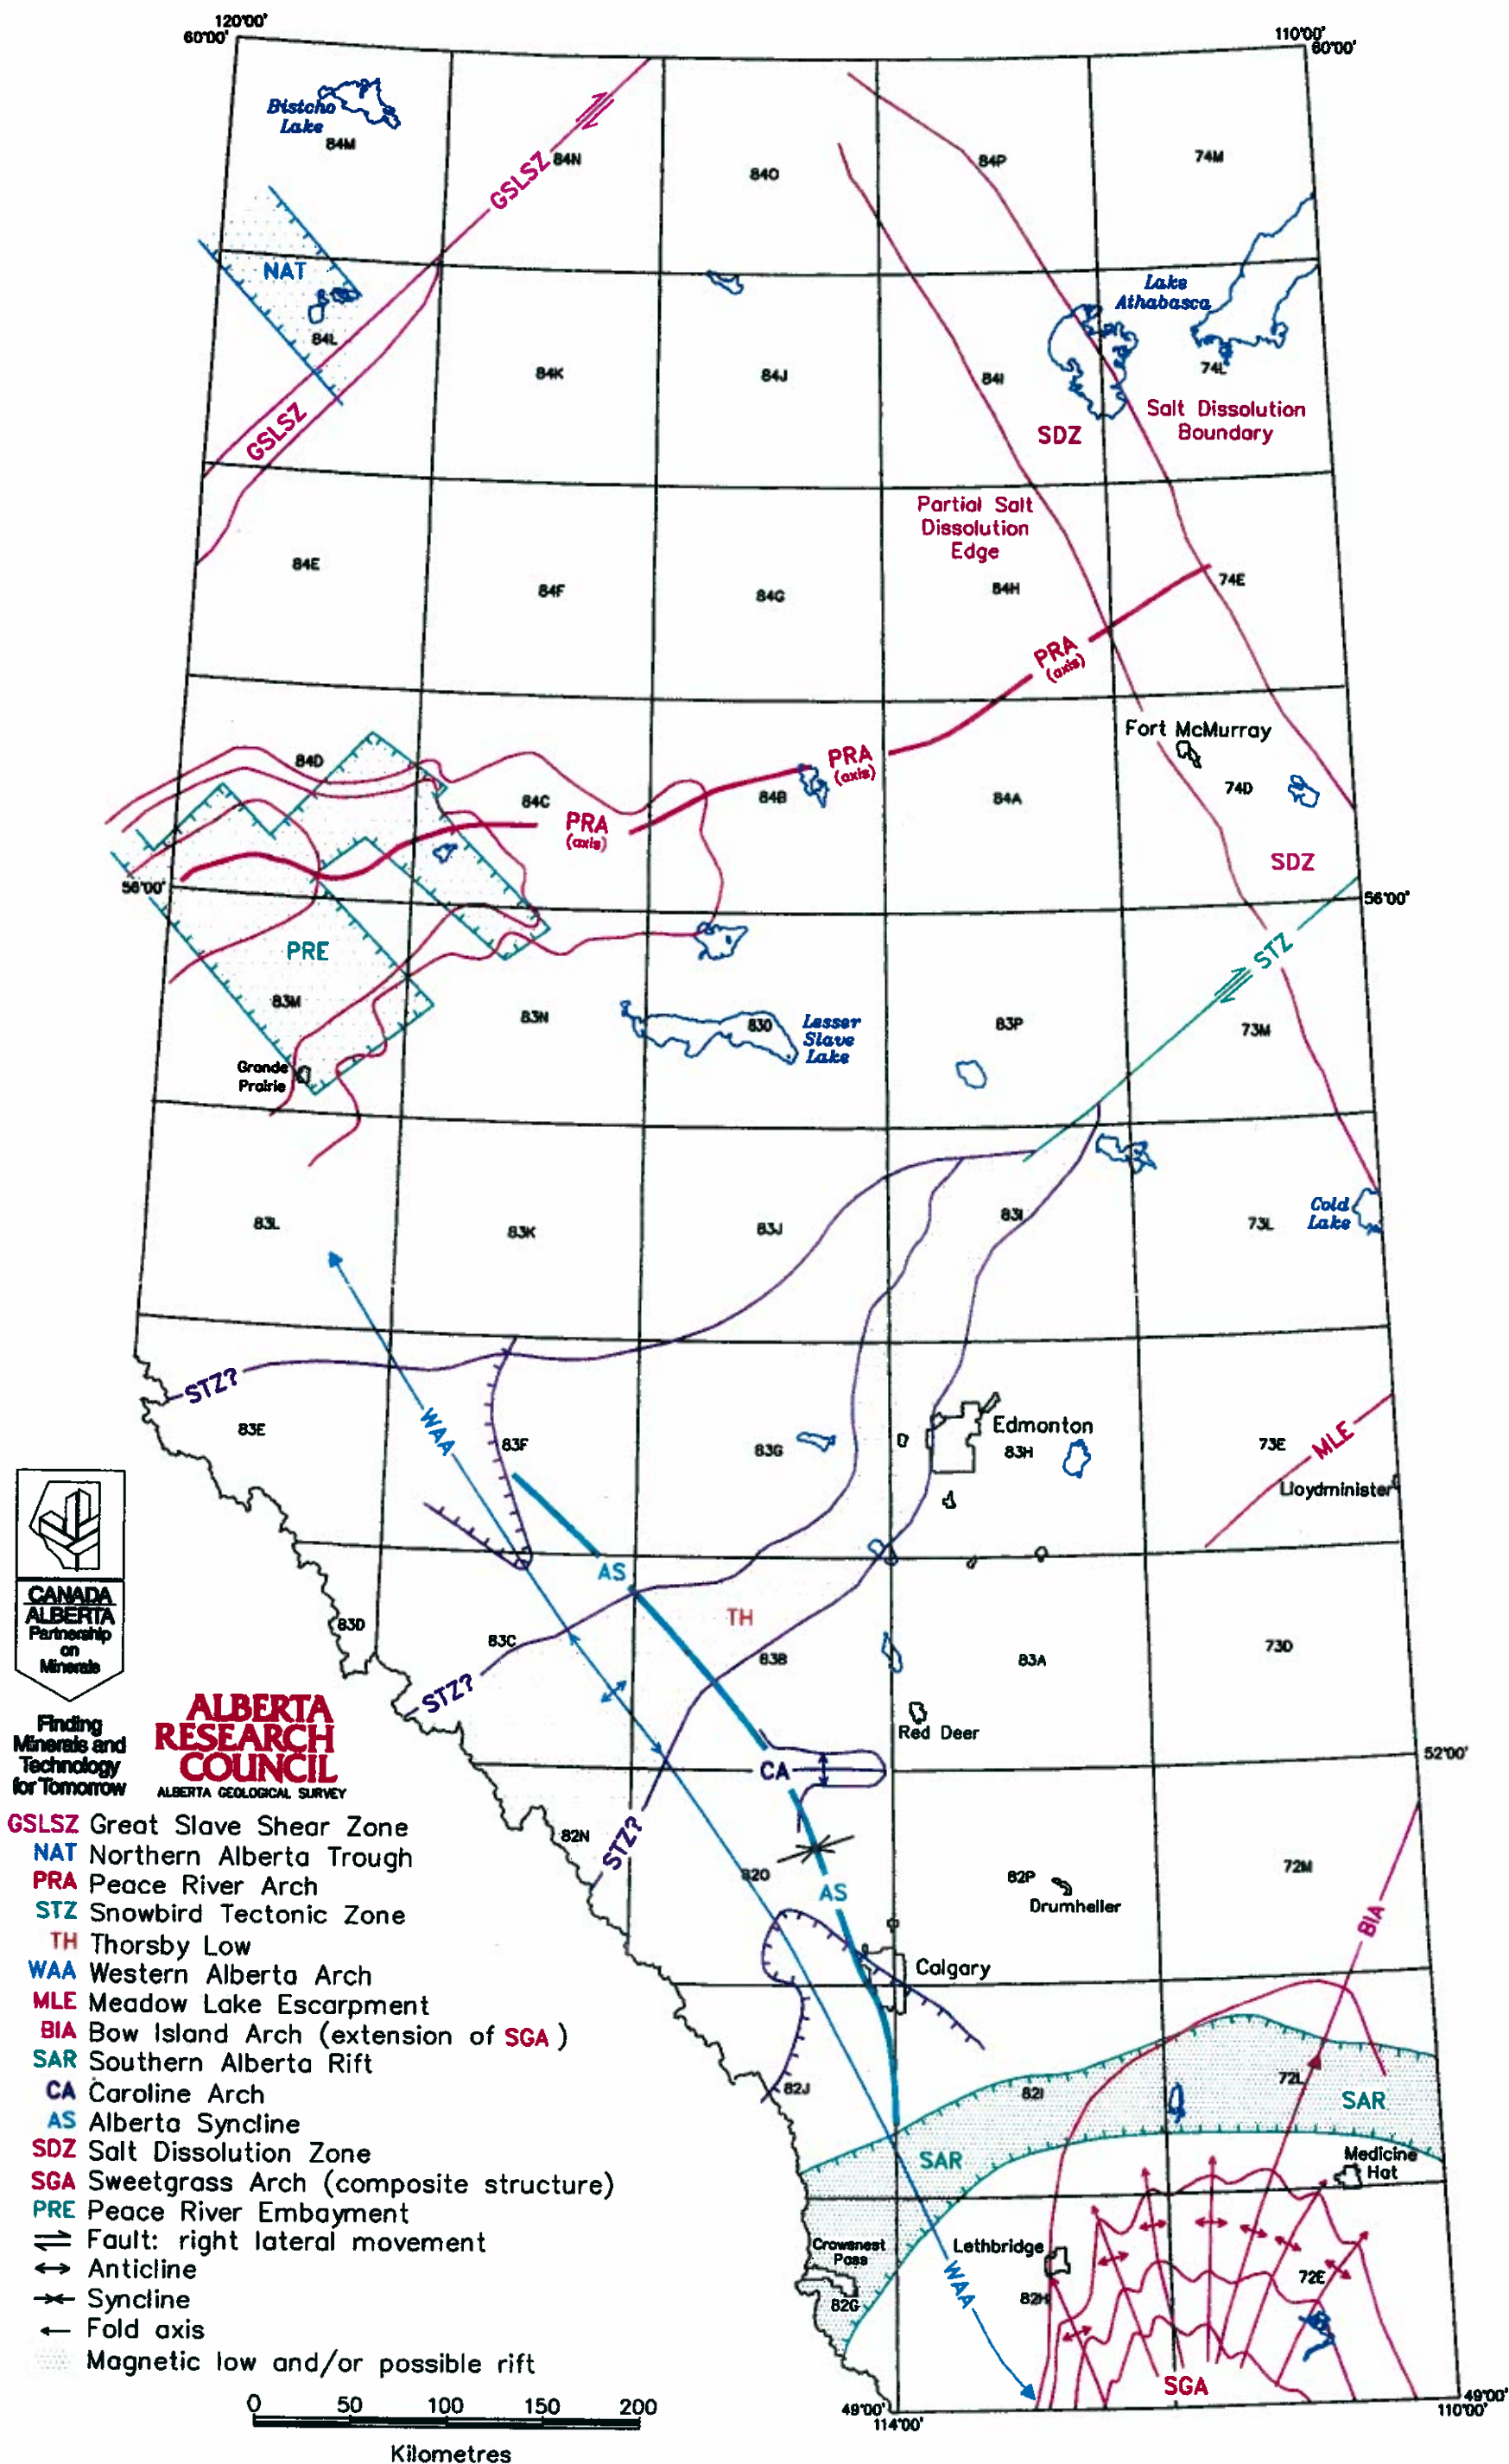 120°00'
60°00'
110°00'
60°00'
Bistcho
Lake
84M
84N
84O
84P
74M
GSLSZ
NAT
84L
84K
84J
84I
Lake
Athabasca
74L
Salt Dissolution
Boundary
SDZ
GSLSZ
Partial Salt
Dissolution
Edge
84E
84F
84G
84H
74E
PRA
(axis)
Fort McMurray
84D
84C
PRA
(axis)
84B
PRA
(axis)
84A
74D
SDZ
56°00'
56°00'
PRE
STZ
83M
83N
83O
Lesser
Slave
Lake
83P
73M
Grande
Prairie
83L
83K
83J
83I
73L
Cold
Lake
STZ?
83E
WAA
83F
83G
Edmonton
83H
73E
MLE
Lloydminister
AS
TH
83D
83C
83B
83A
73D
STZ?
Red Deer
52°00'
CA
82N
STZ?
82O
82P
Drumheller
72M
AS
BIA
Calgary
82J
82I
72L
SAR
SAR
Medicine
Hat
Crowsnest
Pass
82G
WAA
Lethbridge
82H
72E
SGA
49°00'
114°00'
49°00'
110°00'
CANADA
ALBERTA
Partnership
on
Minerals
Finding
Minerals and
Technology
for Tomorrow
ALBERTA
RESEARCH
COUNCIL
ALBERTA GEOLOGICAL SURVEY
GSLSZ Great Slave Shear Zone
NAT Northern Alberta Trough
PRA Peace River Arch
STZ Snowbird Tectonic Zone
TH Thorsby Low
WAA Western Alberta Arch
MLE Meadow Lake Escarpment
BIA Bow Island Arch (extension of SGA )
SAR Southern Alberta Rift
CA Caroline Arch
AS Alberta Syncline
SDZ Salt Dissolution Zone
SGA Sweetgrass Arch (composite structure)
PRE Peace River Embayment
Fault: right lateral movement
Anticline
Syncline
Fold axis
Magnetic low and/or possible rift
0 50 100 150 200
Kilometres